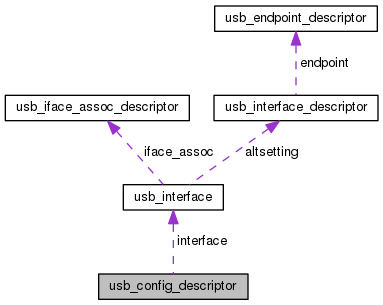 usb_endpoint_descriptor
endpoint
usb_iface_assoc_descriptor
usb_interface_descriptor
iface_assoc
altsetting
usb_interface
interface
usb_config_descriptor